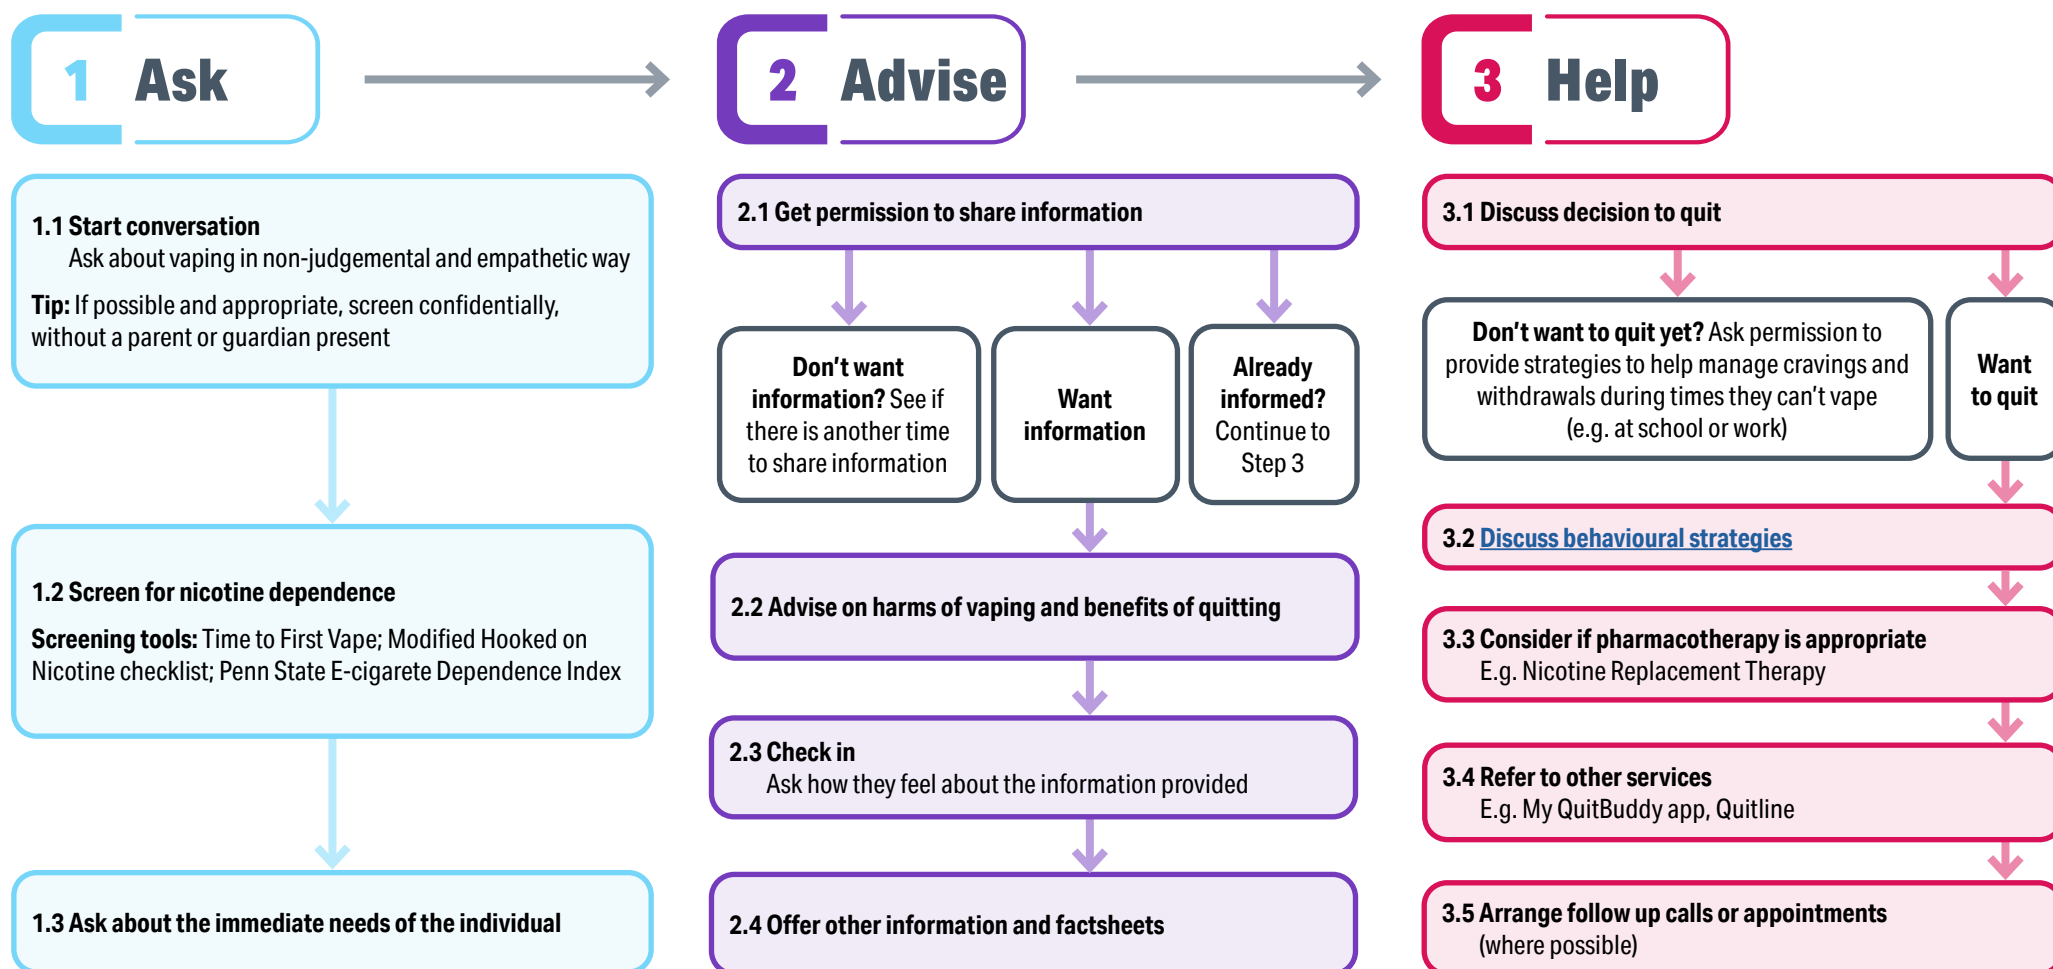 1 Ask
1.1 Start conversation
Ask about vaping in non-judgemental and empathetic way
Tip: If possible and appropriate, screen confidentially,
without a parent or guardian present
1.2 Screen for nicotine dependence
Screening tools: Time to First Vape; Modified Hooked on
Nicotine checklist; Penn State E-cigarete Dependence Index
1.3 Ask about the immediate needs of the individual
2 Advise
2.1 Get permission to share information
Don't want
information? See if
there is another time
to share information
Want
information
Already
informed?
Continue to
Step 3
2.2 Advise on harms of vaping and benefits of quitting
2.3 Check in
Ask how they feel about the information provided
2.4 Offer other information and factsheets
3 Help
3.1 Discuss decision to quit
Don't want to quit yet? Ask permission to
provide strategies to help manage cravings and
withdrawals during times they can't vape
(e.g. at school or work)
Want
to quit
3.2 Discuss behavioural strategies
3.3 Consider if pharmacotherapy is appropriate
E.g. Nicotine Replacement Therapy
3.4 Refer to other services
E.g. My QuitBuddy app, Quitline
3.5 Arrange follow up calls or appointments
(where possible)